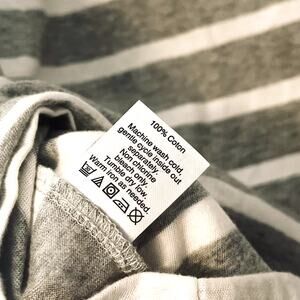 100% Colon
Machine wash cold,
gentle cycle inside out
separately.
Non chlorine
bleach only.
Tumble dry low.
Warm iron as needed.